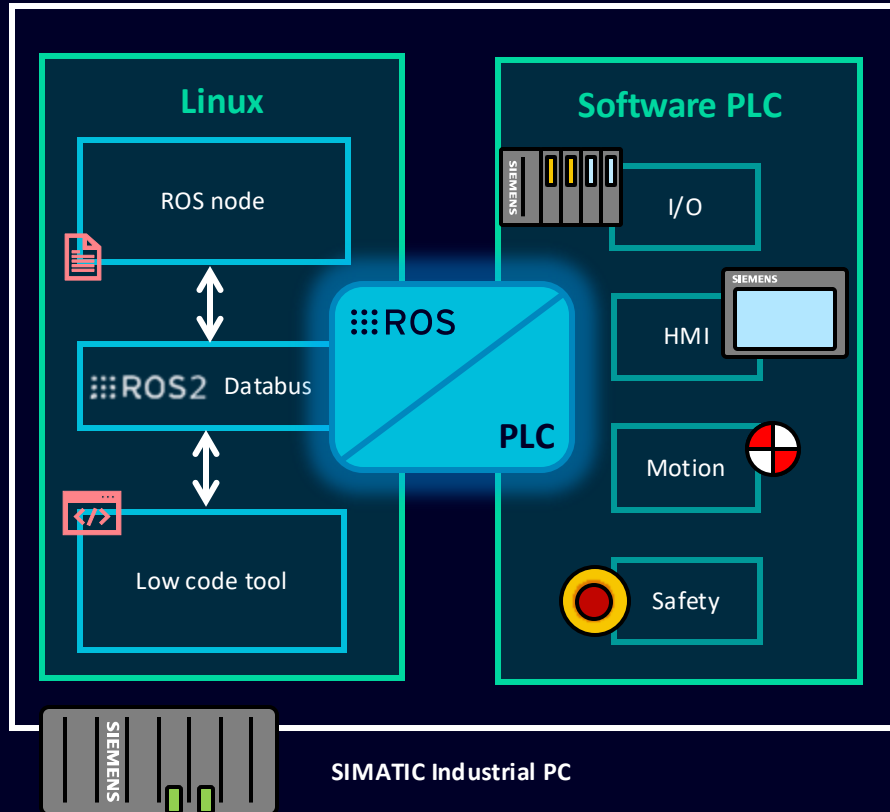 Linux
ROS node
ROS2 Databus
</>
Low code tool
ROS
PLC
Software PLC
SIEMENS
I/O
SIEMENS
HMI
Motion
Safety
SIEMENS
SIMATIC Industrial PC